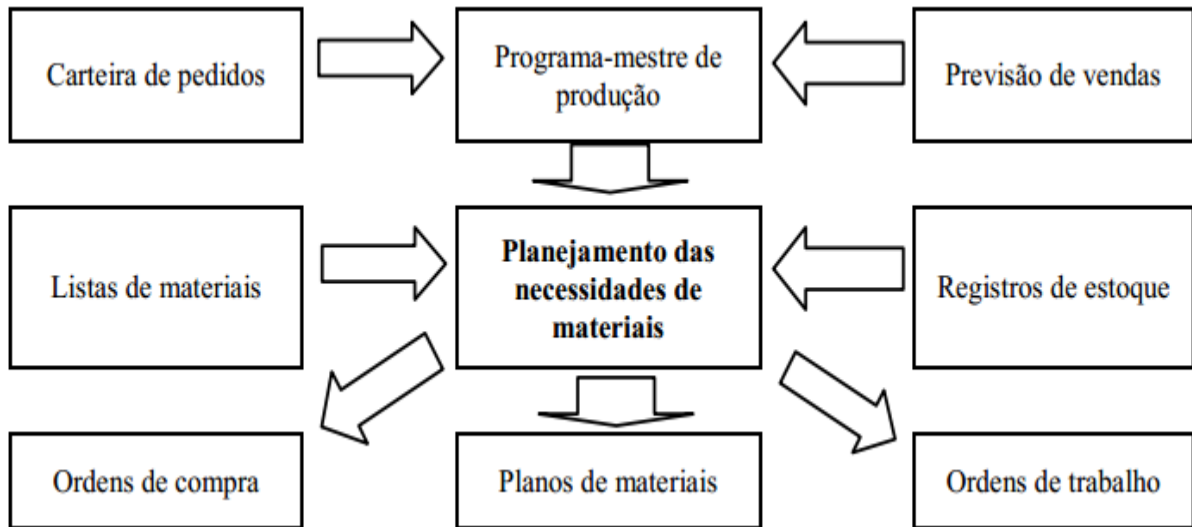 Carteira de pedidos
Programa-mestre de
produção
Previsão de vendas
Listas de materiais
Planejamento das
necessidades de
materiais
Registros de estoque
Ordens de compra
Planos de materiais
Ordens de trabalho